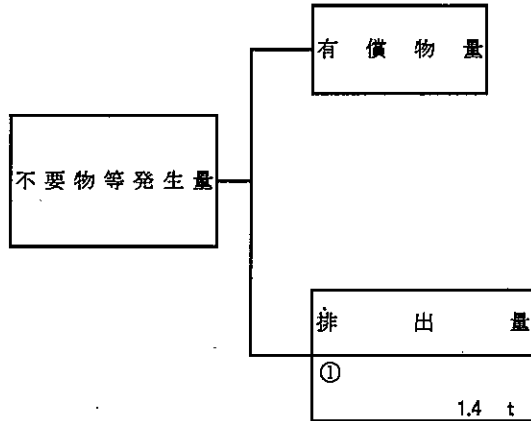 有償物量
不要物等発生量
排出量
①
1.4 t